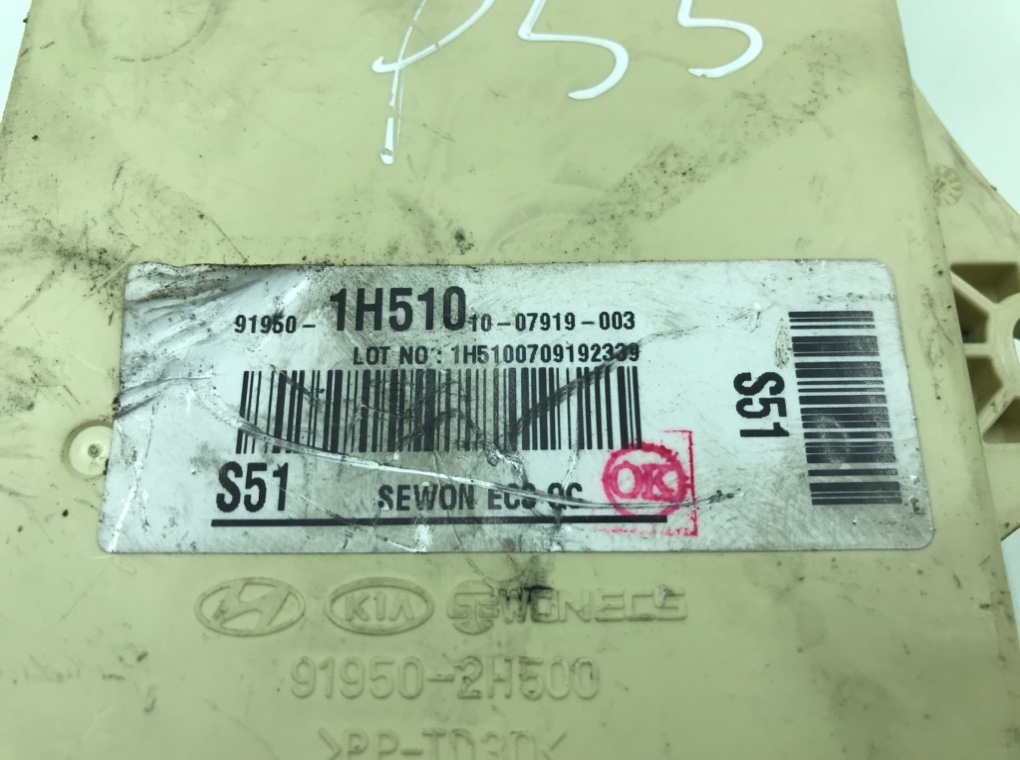 P55
91950- 1H510 10-07919-003
LOT NO : 1H5100709192339
S51
S51 SEWON ECS QC OK
KIA SEWONECS
91950-2H500
>PP-TD30<